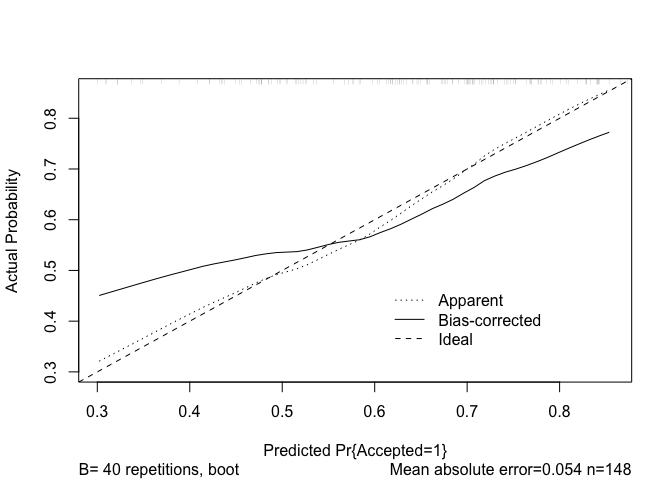 Actual Probability
0.8
0.7
0.6
0.5
0.4
0.3
Apparent
Bias-corrected
Ideal
0.3 0.4 0.5 0.6 0.7 0.8
Predicted Pr{Accepted=1}
B= 40 repetitions, boot Mean absolute error=0.054 n=148